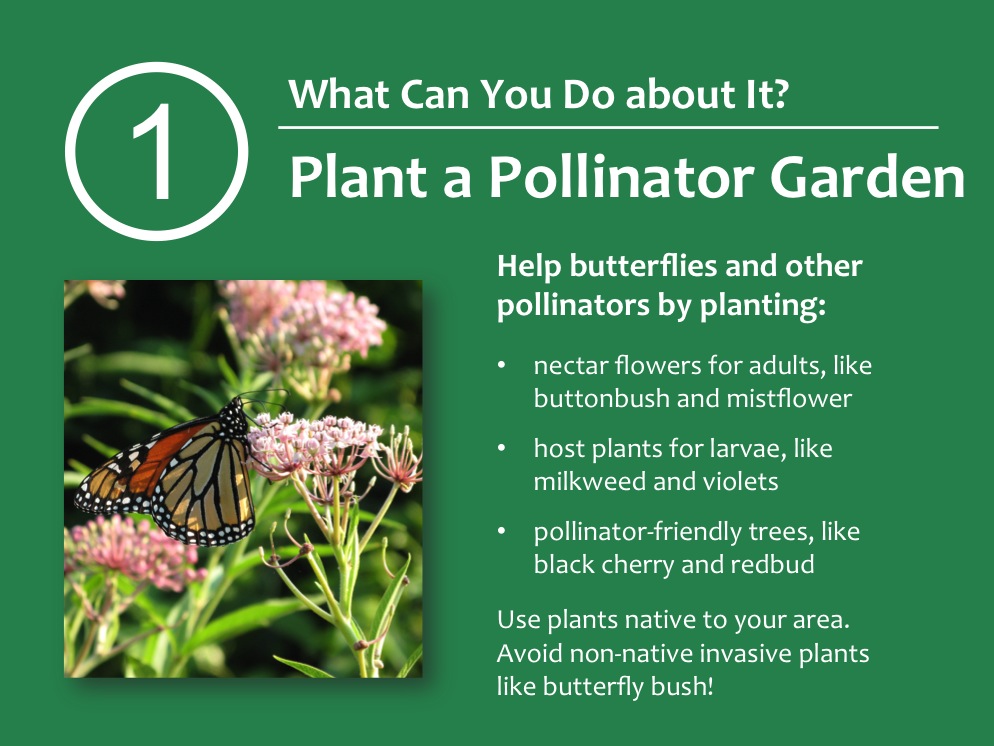 1
What Can You Do about It?
Plant a Pollinator Garden
Help butterflies and other
pollinators by planting:
• nectar flowers for adults, like
buttonbush and mistflower
• host plants for larvae, like
milkweed and violets
• pollinator-friendly trees, like
black cherry and redbud
Use plants native to your area.
Avoid non-native invasive plants
like butterfly bush!